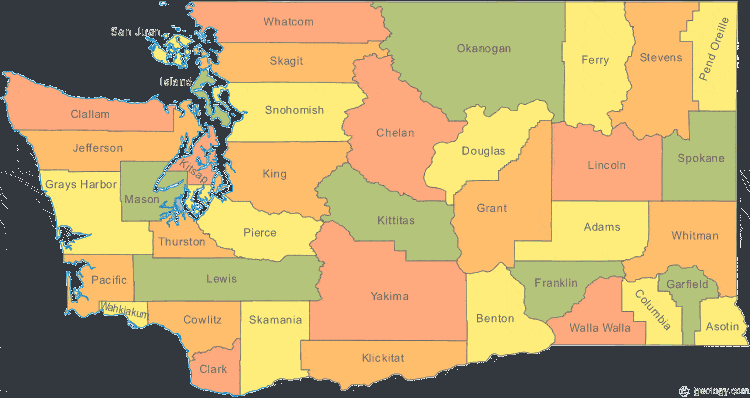 Whatcom
San Juan
Okanogan
Ferry
Stevens
Pend Oreille
Skagit
Island
Snohomish
Clallam
Chelan
Jefferson
Douglas
Spokane
Lincoln
Kitsap
King
Grays Harbor
Mason
Grant
Kittitas
Adams
Pierce
Whitman
Thurston
Pacific
Lewis
Franklin
Garfield
Yakima
Columbia
Wahkiakum
Cowlitz
Skamania
Benton
Walla Walla
Asotin
Klickitat
Clark
geology.com